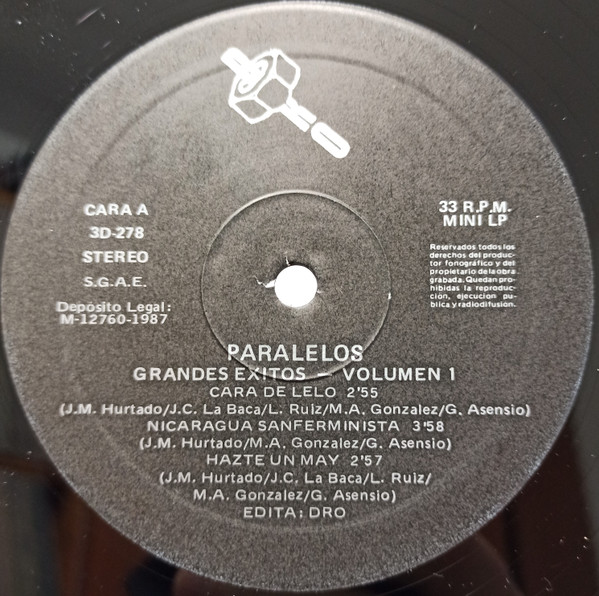 CARA A
3D-278
STEREO
S.G.A.E.
Depósito Legal:
M-12760-1987
33 R.P.M.
MINI LP
Reservados todos los
derechos del produc-
tor fonográfico y del
propietario de la obra
grabada. Quedan pro-
hibidas la reproduc-
ción, ejecucion pu-
blica y radiodifusion.
PARALELOS
GRANDES EXITOS – VOLUMEN 1
CARA DE LELO 2'55
(J.M. Hurtado/J.C. La Baca/L. Ruiz/M.A. Gonzalez/G. Asensio)
NICARAGUA SANFERMINISTA 3'58
(J.M. Hurtado/M.A. Gonzalez/G. Asensio)
HAZTE UN MAY 2'57
(J.M. Hurtado/J.C. La Baca/L. Ruiz/
M.A. Gonzalez/G. Asensio)
EDITA: DRO